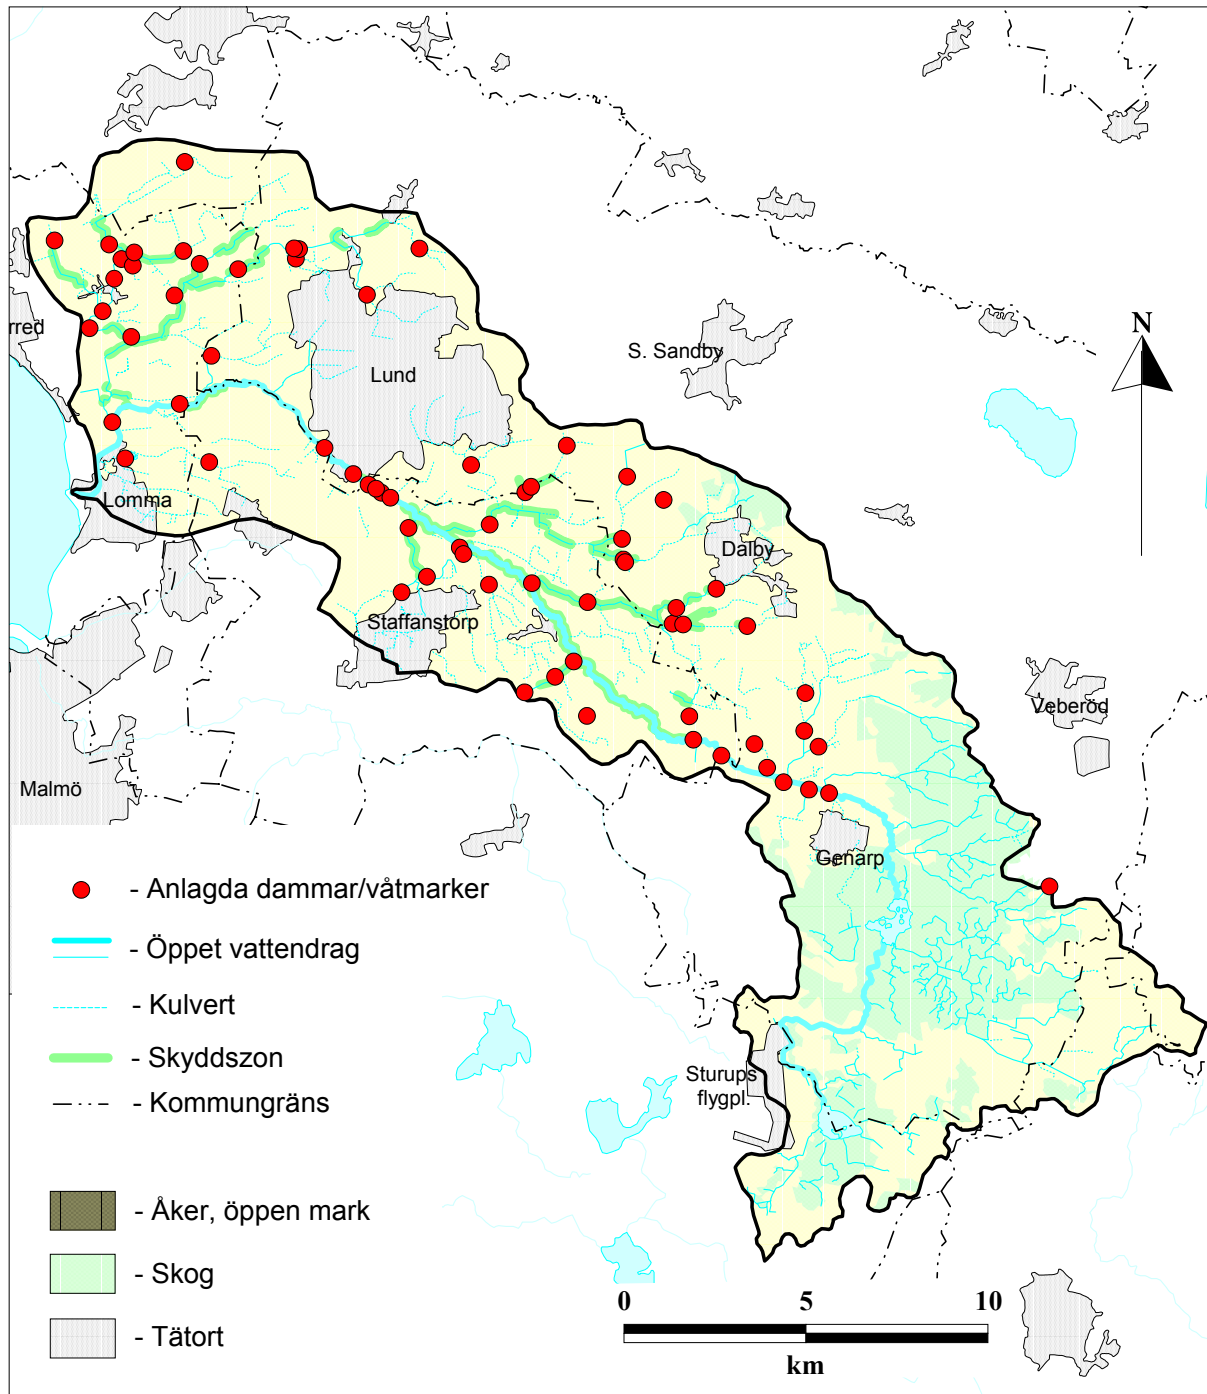 N
rred
S. Sandby
Lund
Lomma
Dalby
Staffanstorp
Veberöd
Malmö
Genarp
- Anlagda dammar/våtmarker
- Öppet vattendrag
- Kulvert
- Skyddszon
- Kommungräns
Sturups
flygpl.
- Åker, öppen mark
- Skog
- Tätort
0 5 10
km